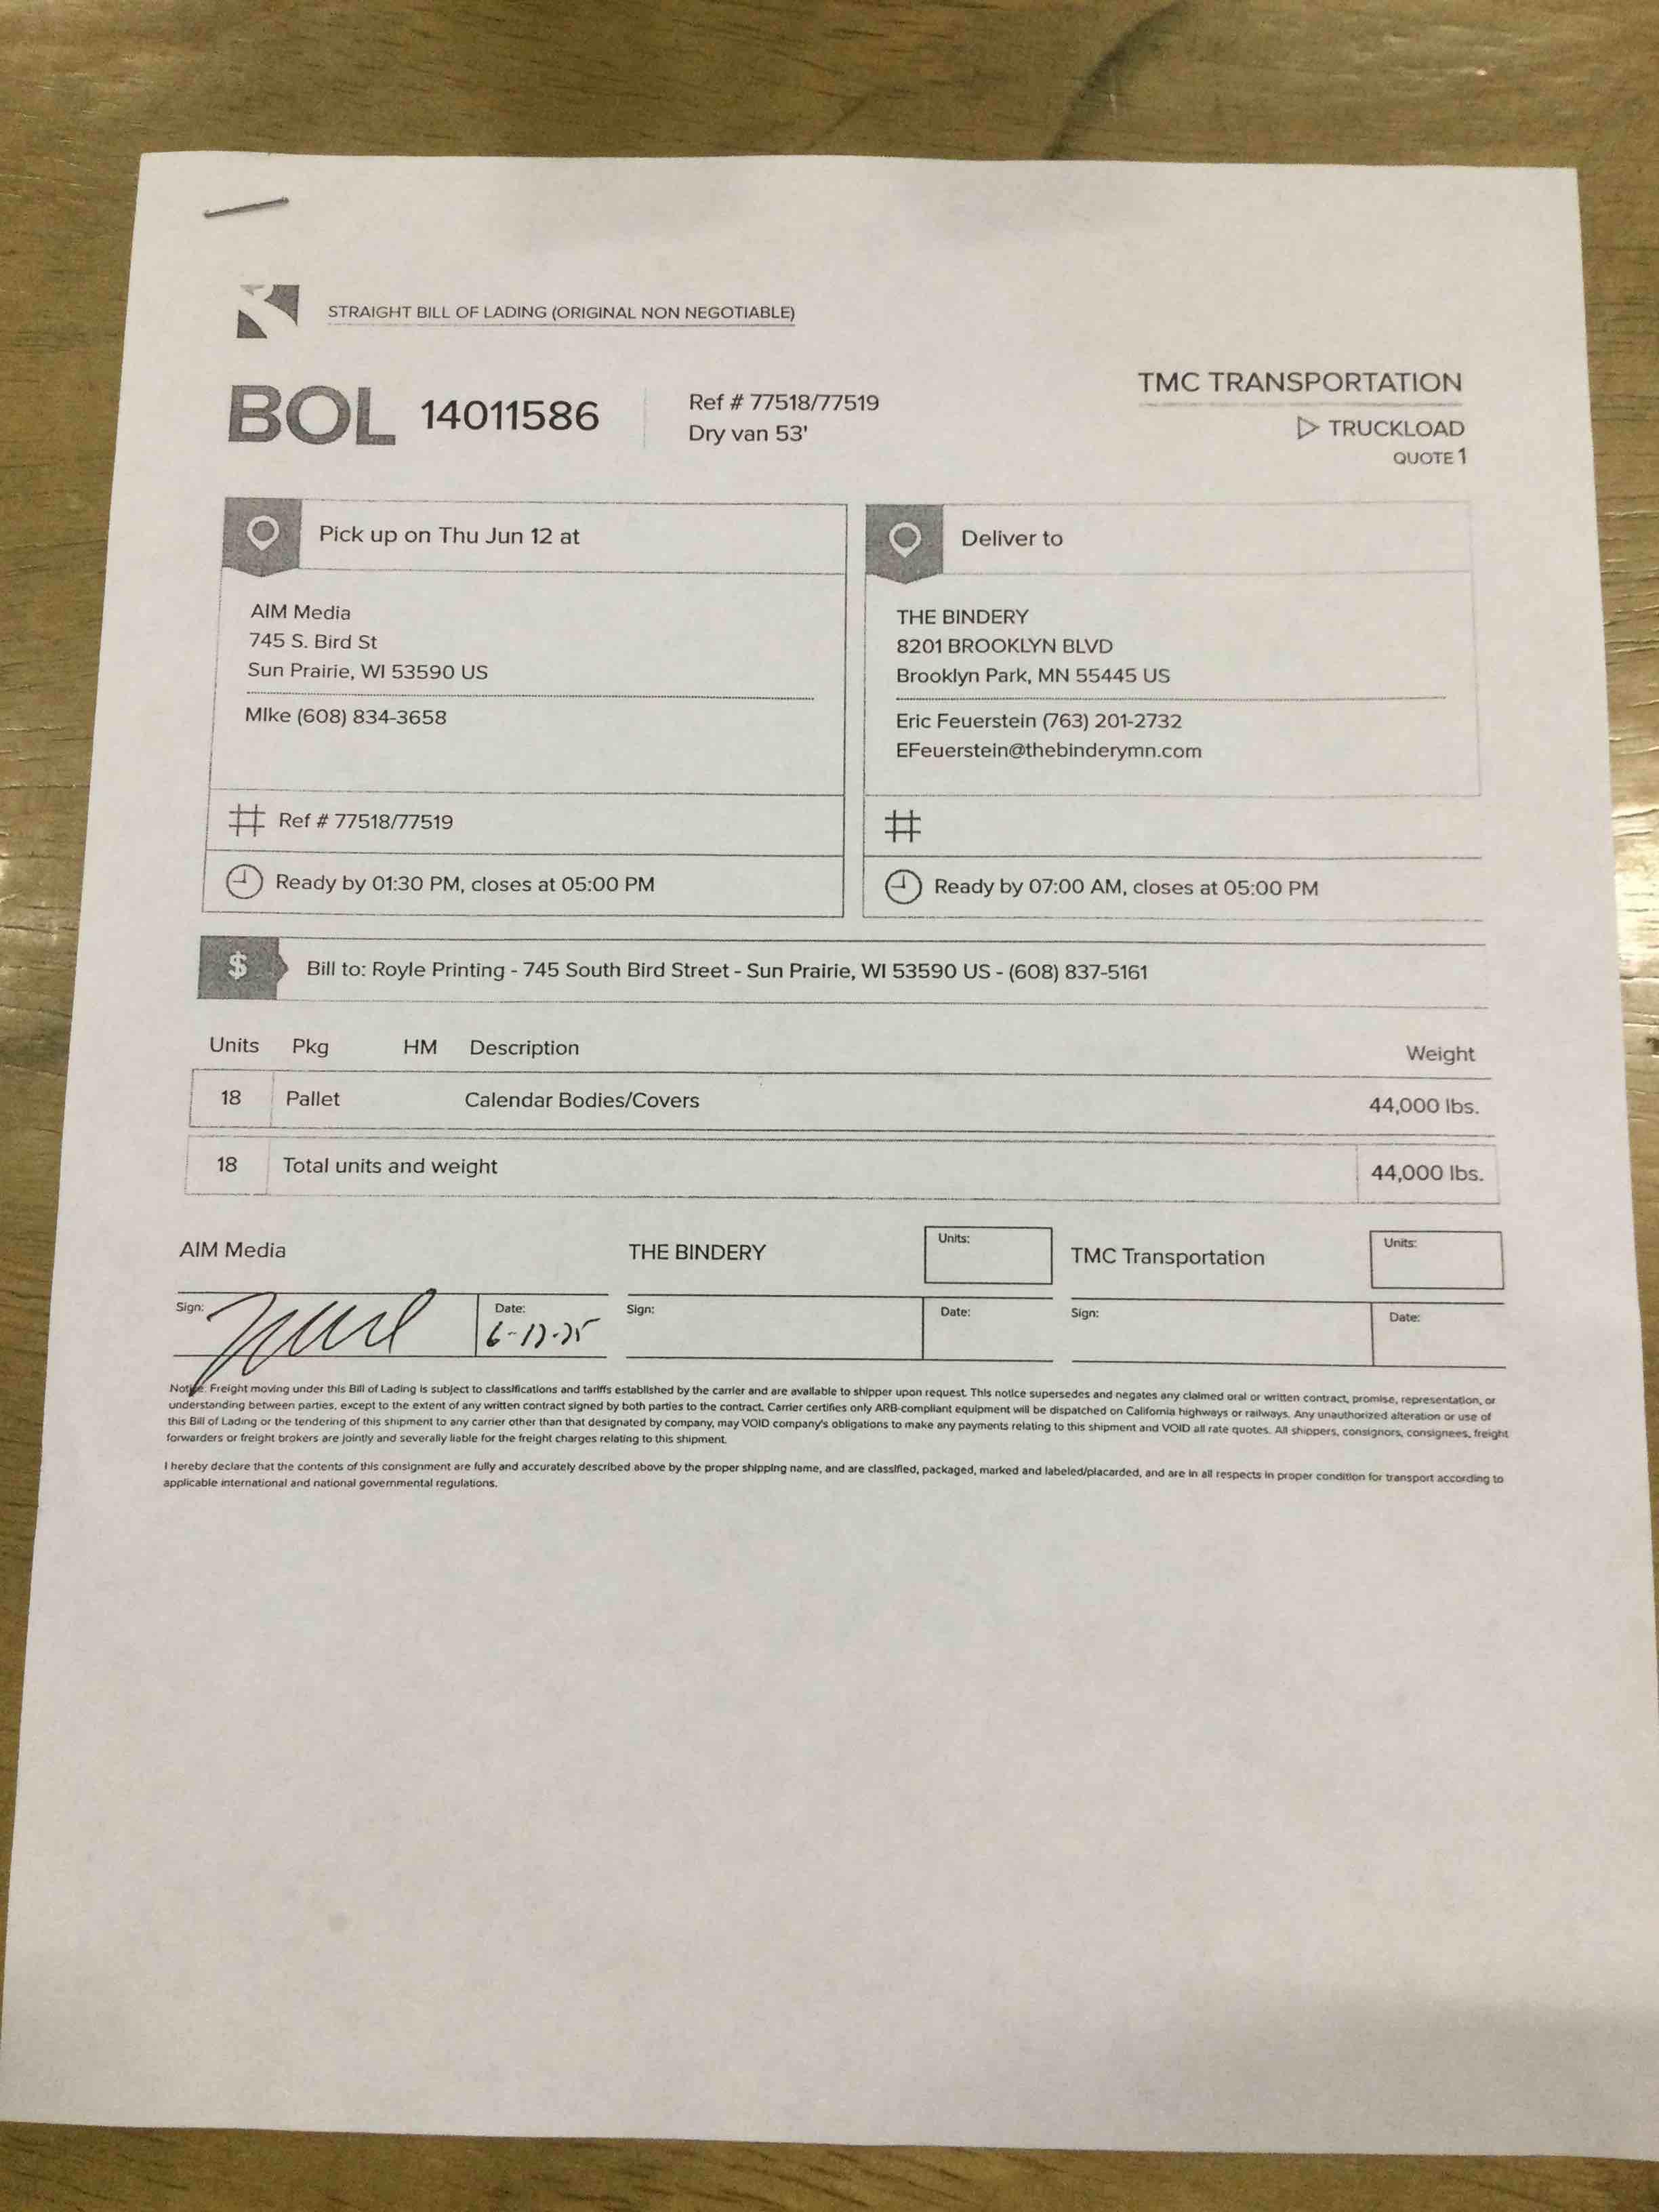 STRAIGHT BILL OF LADING (ORIGINAL NON NEGOTIABLE)
BOL 14011586
Ref # 77518/77519
Dry van 53'
TMC TRANSPORTATION
TRUCKLOAD
QUOTE 1
Pick up on Thu Jun 12 at
AIM Media
745 S. Bird St
Sun Prairie, WI 53590 US
MIke (608) 834-3658
# Ref # 77518/77519
Ready by 01:30 PM, closes at 05:00 PM
Deliver to
THE BINDERY
8201 BROOKLYN BLVD
Brooklyn Park, MN 55445 US
Eric Feuerstein (763) 201-2732
EFeuerstein@thebinderymn.com
#
Ready by 07:00 AM, closes at 05:00 PM
$ Bill to: Royle Printing - 745 South Bird Street - Sun Prairie, WI 53590 US - (608) 837-5161
Units Pkg HM Description Weight
18 Pallet Calendar Bodies/Covers 44,000 lbs.
18 Total units and weight 44,000 lbs.
AIM Media
Sign:
Date:
THE BINDERY
Units:
Sign:
Date:
TMC Transportation
Units:
Sign:
Date:
Notice: Freight moving under this Bill of Lading is subject to classifications and tariffs established by the carrier and are available to shipper upon request. This notice supersedes and negates any claimed oral or written contract, promise, representation, or
understanding between parties, except to the extent of any written contract signed by both parties to the contract. Carrier certifies only ARB-compliant equipment will be dispatched on California highways or railways. Any unauthorized alteration or use of
this Bill of Lading or the tendering of this shipment to any carrier other than that designated by company, may VOID company's obligations to make any payments relating to this shipment and VOID all rate quotes. All shippers, consignors, consignees, freight
forwarders or freight brokers are jointly and severally liable for the freight charges relating to this shipment.
I hereby declare that the contents of this consignment are fully and accurately described above by the proper shipping name, and are classified, packaged, marked and labeled/placarded, and are in all respects in proper condition for transport according to
applicable international and national governmental regulations.